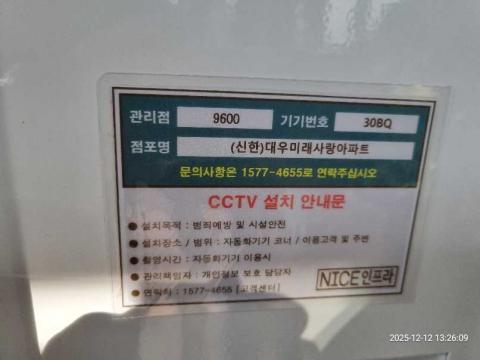 관리점 9600 기기번호 30BQ
점포명 (신한)대우미래사랑아파트
문의사항은 1577-4655로 연락주십시오
CCTV 설치 안내문
● 설치목적 : 범죄예방 및 시설안전
● 설치장소 / 범위 : 자동화기기 코너 / 이용고객 및 주변
● 촬영시간 : 자동화기기 이용시
● 관리책임자 : 개인정보 보호 담당자
● 연락처 : 1577-4655 [고객센터]
NICE인프라
2025-12-12 13:26:09